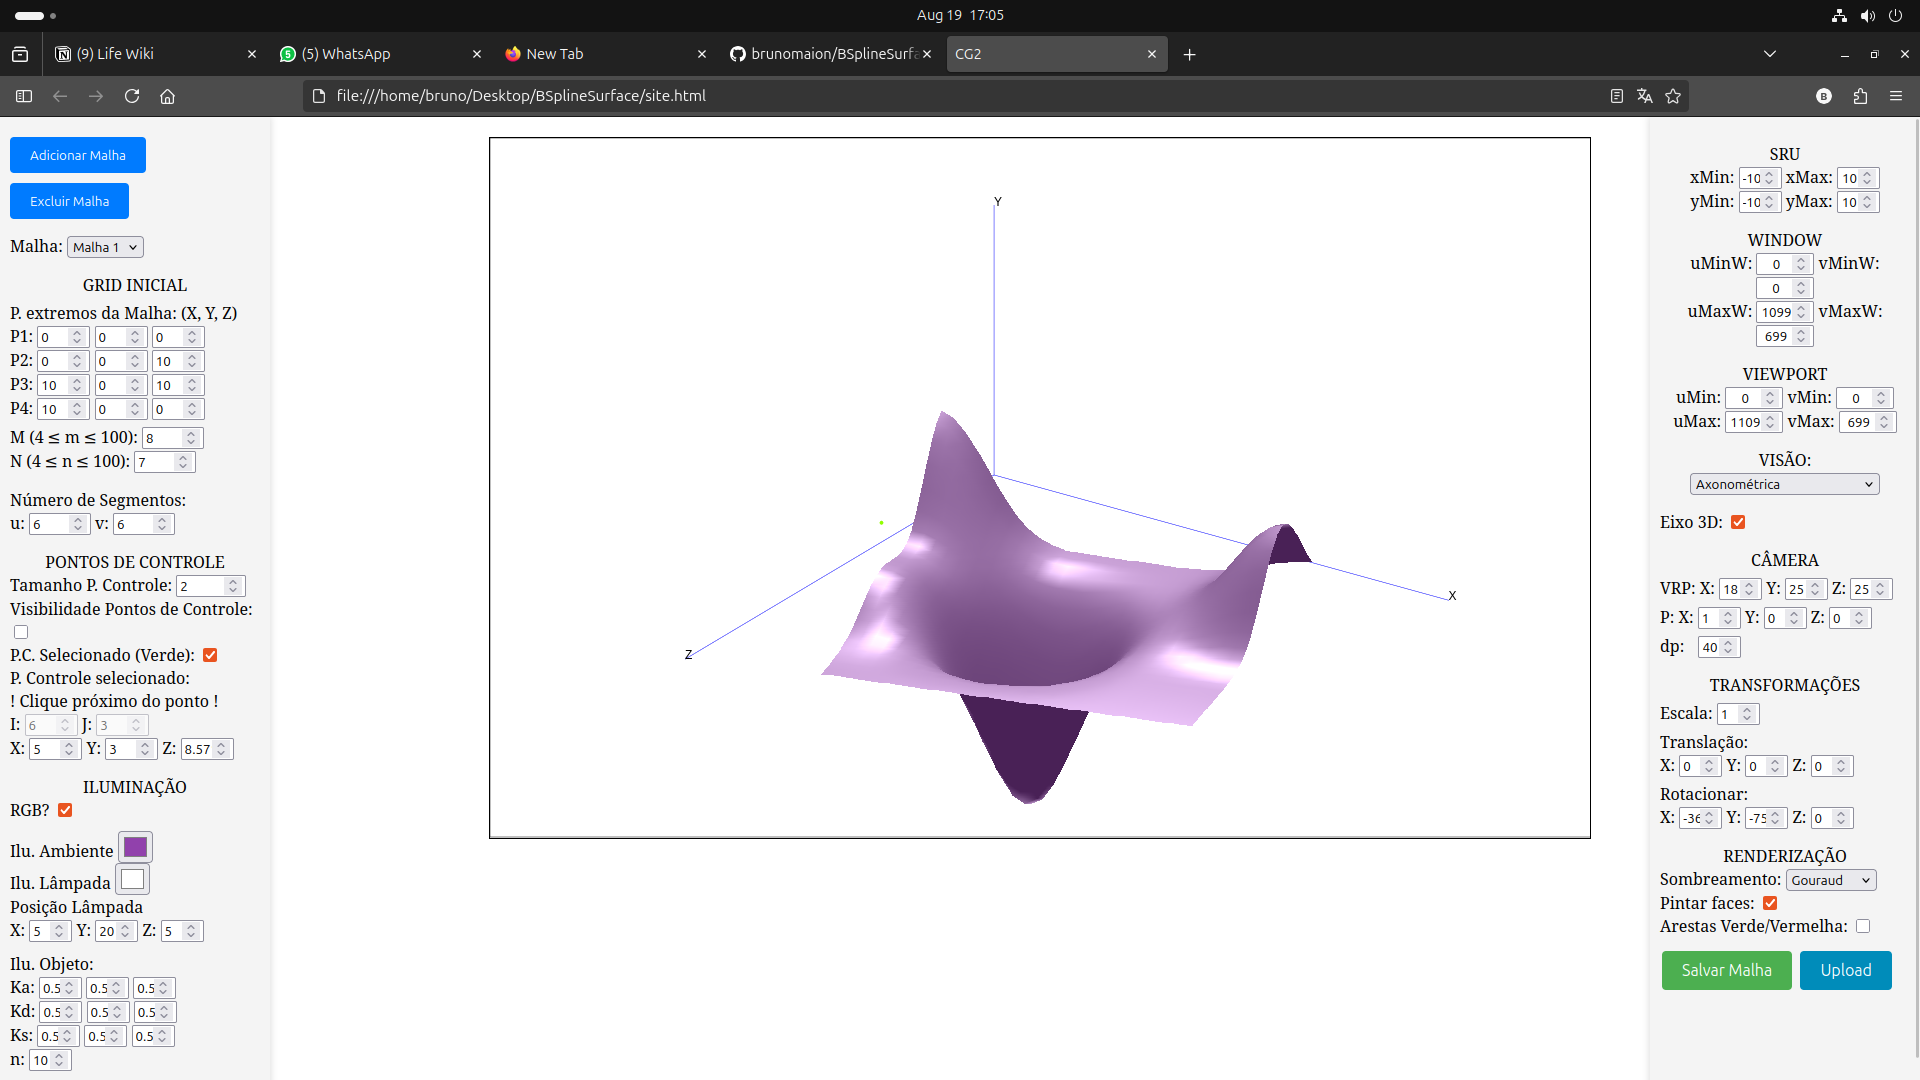 Aug 19 17:05
(9) Life Wiki
(5) WhatsApp
New Tab
brunomaion/BSplineSurfa
CG2
file:///home/bruno/Desktop/BSplineSurface/site.html
B
Adicionar Malha
Excluir Malha
Malha: Malha 1
GRID INICIAL
P. extremos da Malha: (X, Y, Z)
P1: 0 0 0
P2: 0 0 10
P3: 10 0 10
P4: 10 0 0
M (4 ≤ m ≤ 100): 8
N (4 ≤ n ≤ 100): 7
Número de Segmentos:
u: 6 v: 6
PONTOS DE CONTROLE
Tamanho P. Controle: 2
Visibilidade Pontos de Controle:
P.C. Selecionado (Verde):
P. Controle selecionado:
! Clique próximo do ponto !
I: 6 J: 3
X: 5 Y: 3 Z: 8.57
ILUMINAÇÃO
RGB?
Ilu. Ambiente
Ilu. Lâmpada
Posição Lâmpada
X: 5 Y: 20 Z: 5
Ilu. Objeto:
Ka: 0.5 0.5 0.5
Kd: 0.5 0.5 0.5
Ks: 0.5 0.5 0.5
n: 10
Y
X
Z
SRU
xMin: -10 xMax: 10
yMin: -10 yMax: 10
WINDOW
uMinW: 0 vMinW:
0
uMaxW: 1099 vMaxW:
699
VIEWPORT
uMin: 0 vMin: 0
uMax: 1109 vMax: 699
VISÃO:
Axonométrica
Eixo 3D:
CÂMERA
VRP: X: 18 Y: 25 Z: 25
P: X: 1 Y: 0 Z: 0
dp: 40
TRANSFORMAÇÕES
Escala: 1
Translação:
X: 0 Y: 0 Z: 0
Rotacionar:
X: -36 Y: -75 Z: 0
RENDERIZAÇÃO
Sombreamento: Gouraud
Pintar faces:
Arestas Verde/Vermelha:
Salvar Malha
Upload